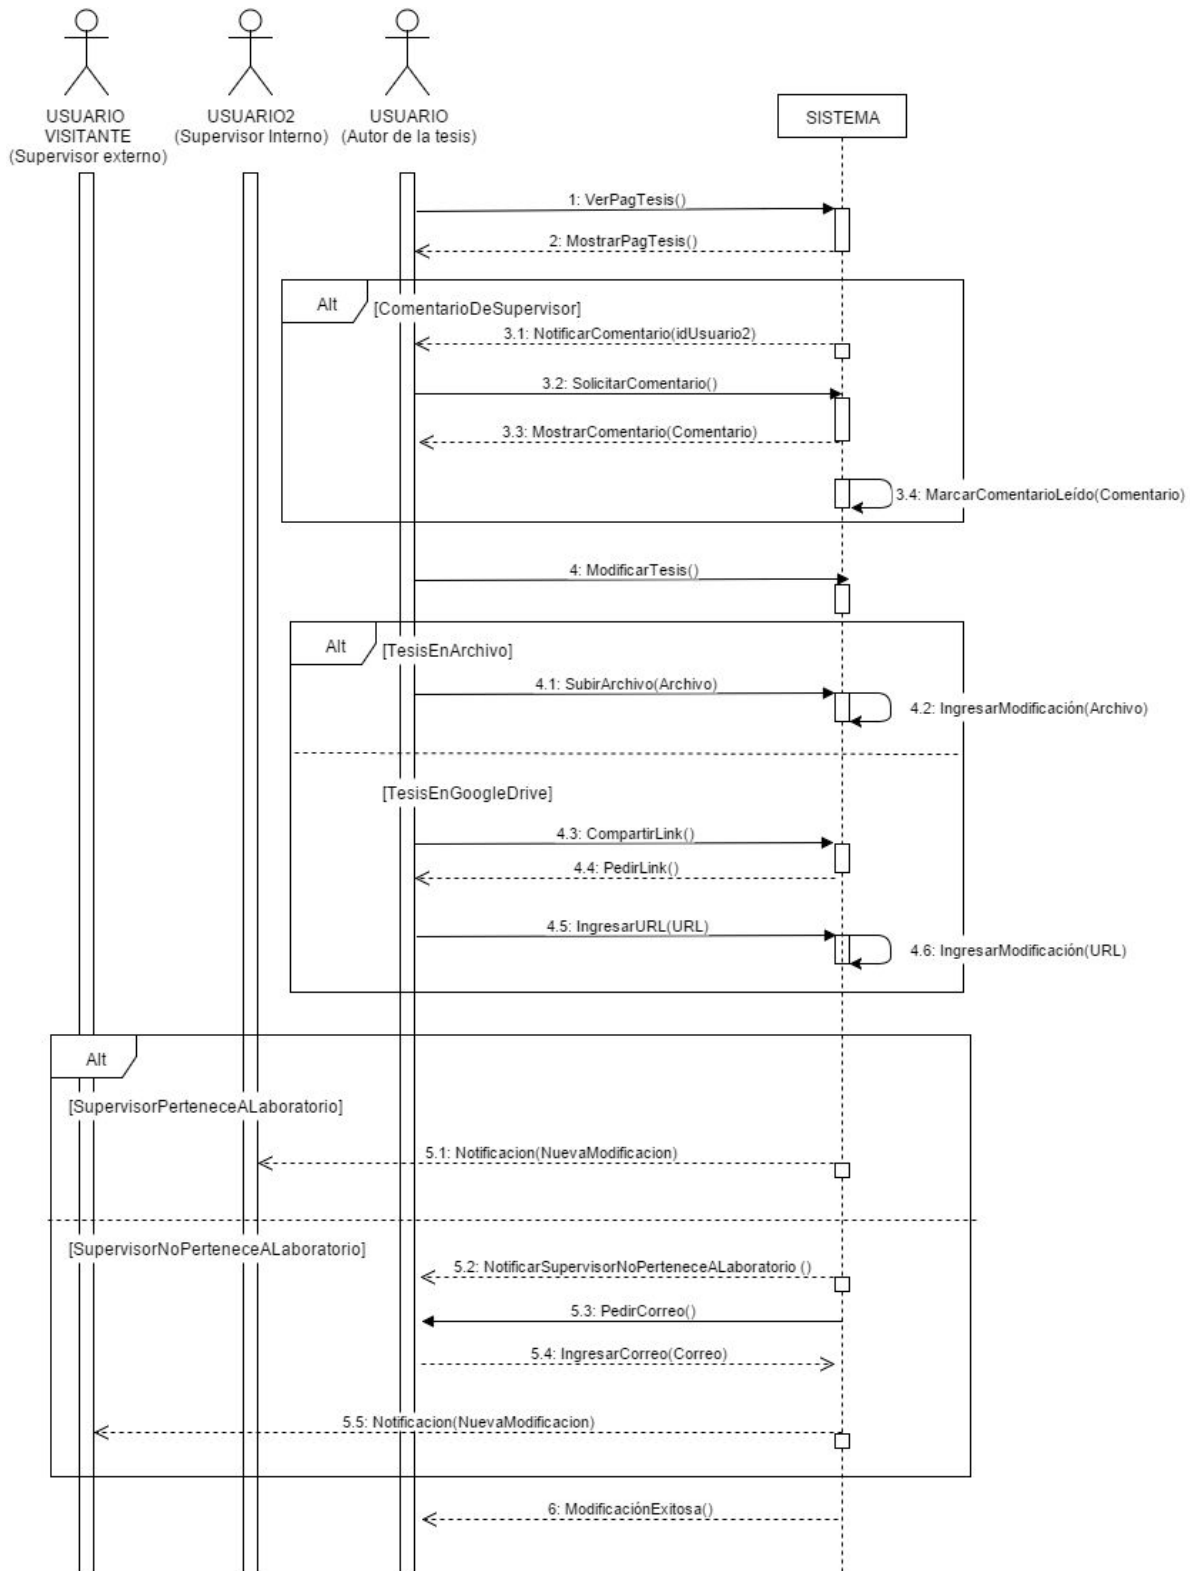 USUARIO
VISITANTE
(Supervisor externo)
USUARIO2
(Supervisor Interno)
USUARIO
(Autor de la tesis)
SISTEMA
1: VerPagTesis()
2: MostrarPagTesis()
Alt
[ComentarioDeSupervisor]
3.1: NotificarComentario(idUsuario2)
3.2: SolicitarComentario()
3.3: MostrarComentario(Comentario)
3.4: MarcarComentarioLeído(Comentario)
4: ModificarTesis()
Alt
[TesisEnArchivo]
4.1: SubirArchivo(Archivo)
4.2: IngresarModificación(Archivo)
[TesisEnGoogleDrive]
4.3: CompartirLink()
4.4: PedirLink()
4.5: IngresarURL(URL)
4.6: IngresarModificación(URL)
Alt
[SupervisorPerteneceALaboratorio]
5.1: Notificacion(NuevaModificacion)
[SupervisorNoPerteneceALaboratorio]
5.2: NotificarSupervisorNoPerteneceALaboratorio ()
5.3: PedirCorreo()
5.4: IngresarCorreo(Correo)
5.5: Notificacion(NuevaModificacion)
6: ModificaciónExitosa()